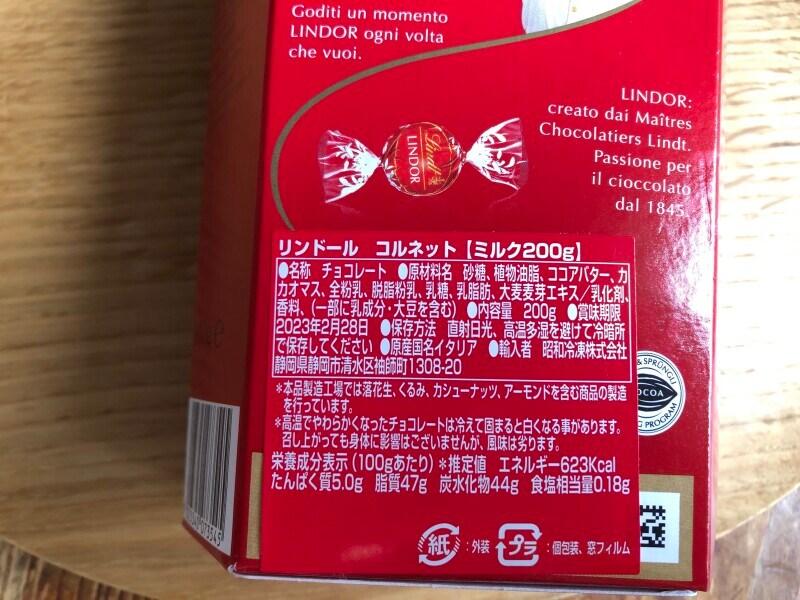 Goditi un momento
LINDOR ogni volta
che vuoi.
LINDOR:
creato dai Maîtres
Chocolatiers Lindt.
Passione per
il cioccolato
dal 1845.
Lindt
LINDOR
リンドール コルネット【ミルク200g】
●名称 チョコレート ●原材料名 砂糖、植物油脂、ココアバター、カ
カオマス、全粉乳、脱脂粉乳、乳糖、乳脂肪、大麦麦芽エキス／乳化剤、
香料、(一部に乳成分・大豆を含む) ●内容量 200g ●賞味期限
2023年2月28日 ●保存方法 直射日光、高温多湿を避けて冷暗所
で保存してください ●原産国名イタリア ●輸入者 昭和冷凍株式会社
静岡県静岡市清水区袖師町1308-20
＊本品製造工場では落花生、くるみ、カシューナッツ、アーモンドを含む商品の製造
を行っています。
＊高温でやわらかくなったチョコレートは冷えて固まると白くなる事があります。
召し上がっても身体に影響はございませんが、風味は劣ります。
栄養成分表示（100gあたり）＊推定値 エネルギー623Kcal
たんぱく質5.0g 脂質47g 炭水化物44g 食塩相当量0.18g
紙：外装 プラ：個包装、窓フィルム
& SPRÜNGLI
COCOA
PROGRAM